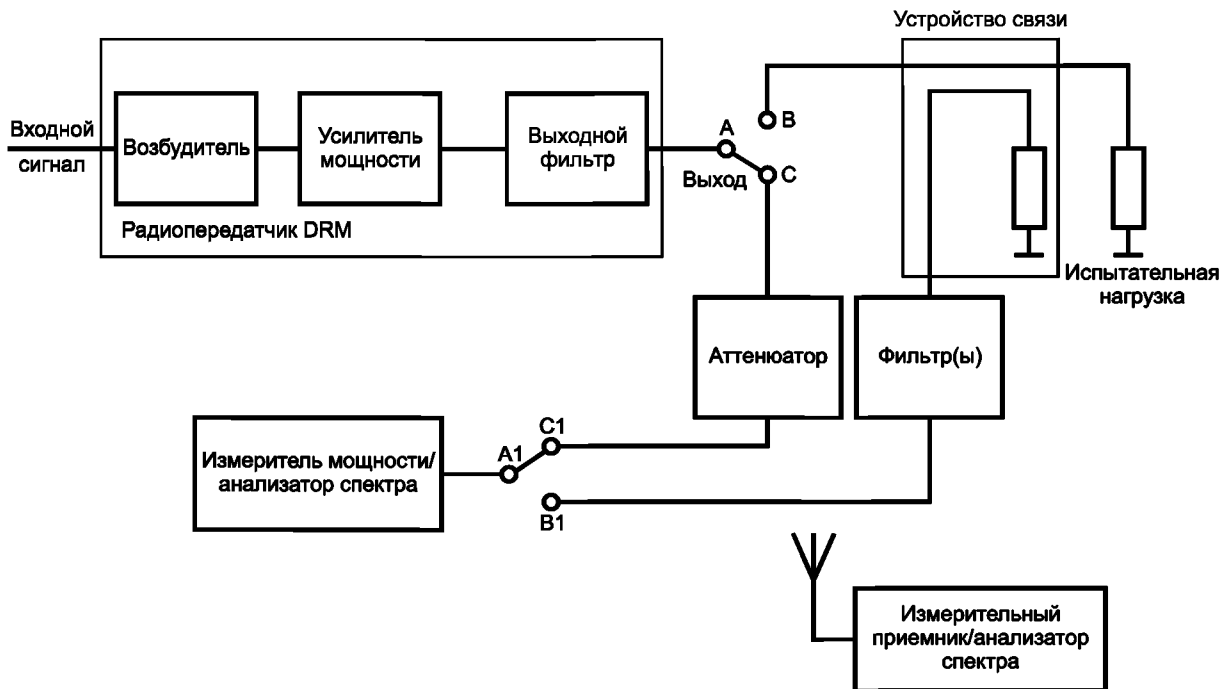 Устройство связи
Входной
сигнал
Возбудитель
Усилитель
мощности
Выходной
фильтр
Радиопередатчик DRM
A
B
C
Выход
Испытательная
нагрузка
Аттенюатор
Фильтр(ы)
Измеритель мощности/
анализатор спектра
A1
C1
B1
Измерительный
приемник/анализатор
спектра